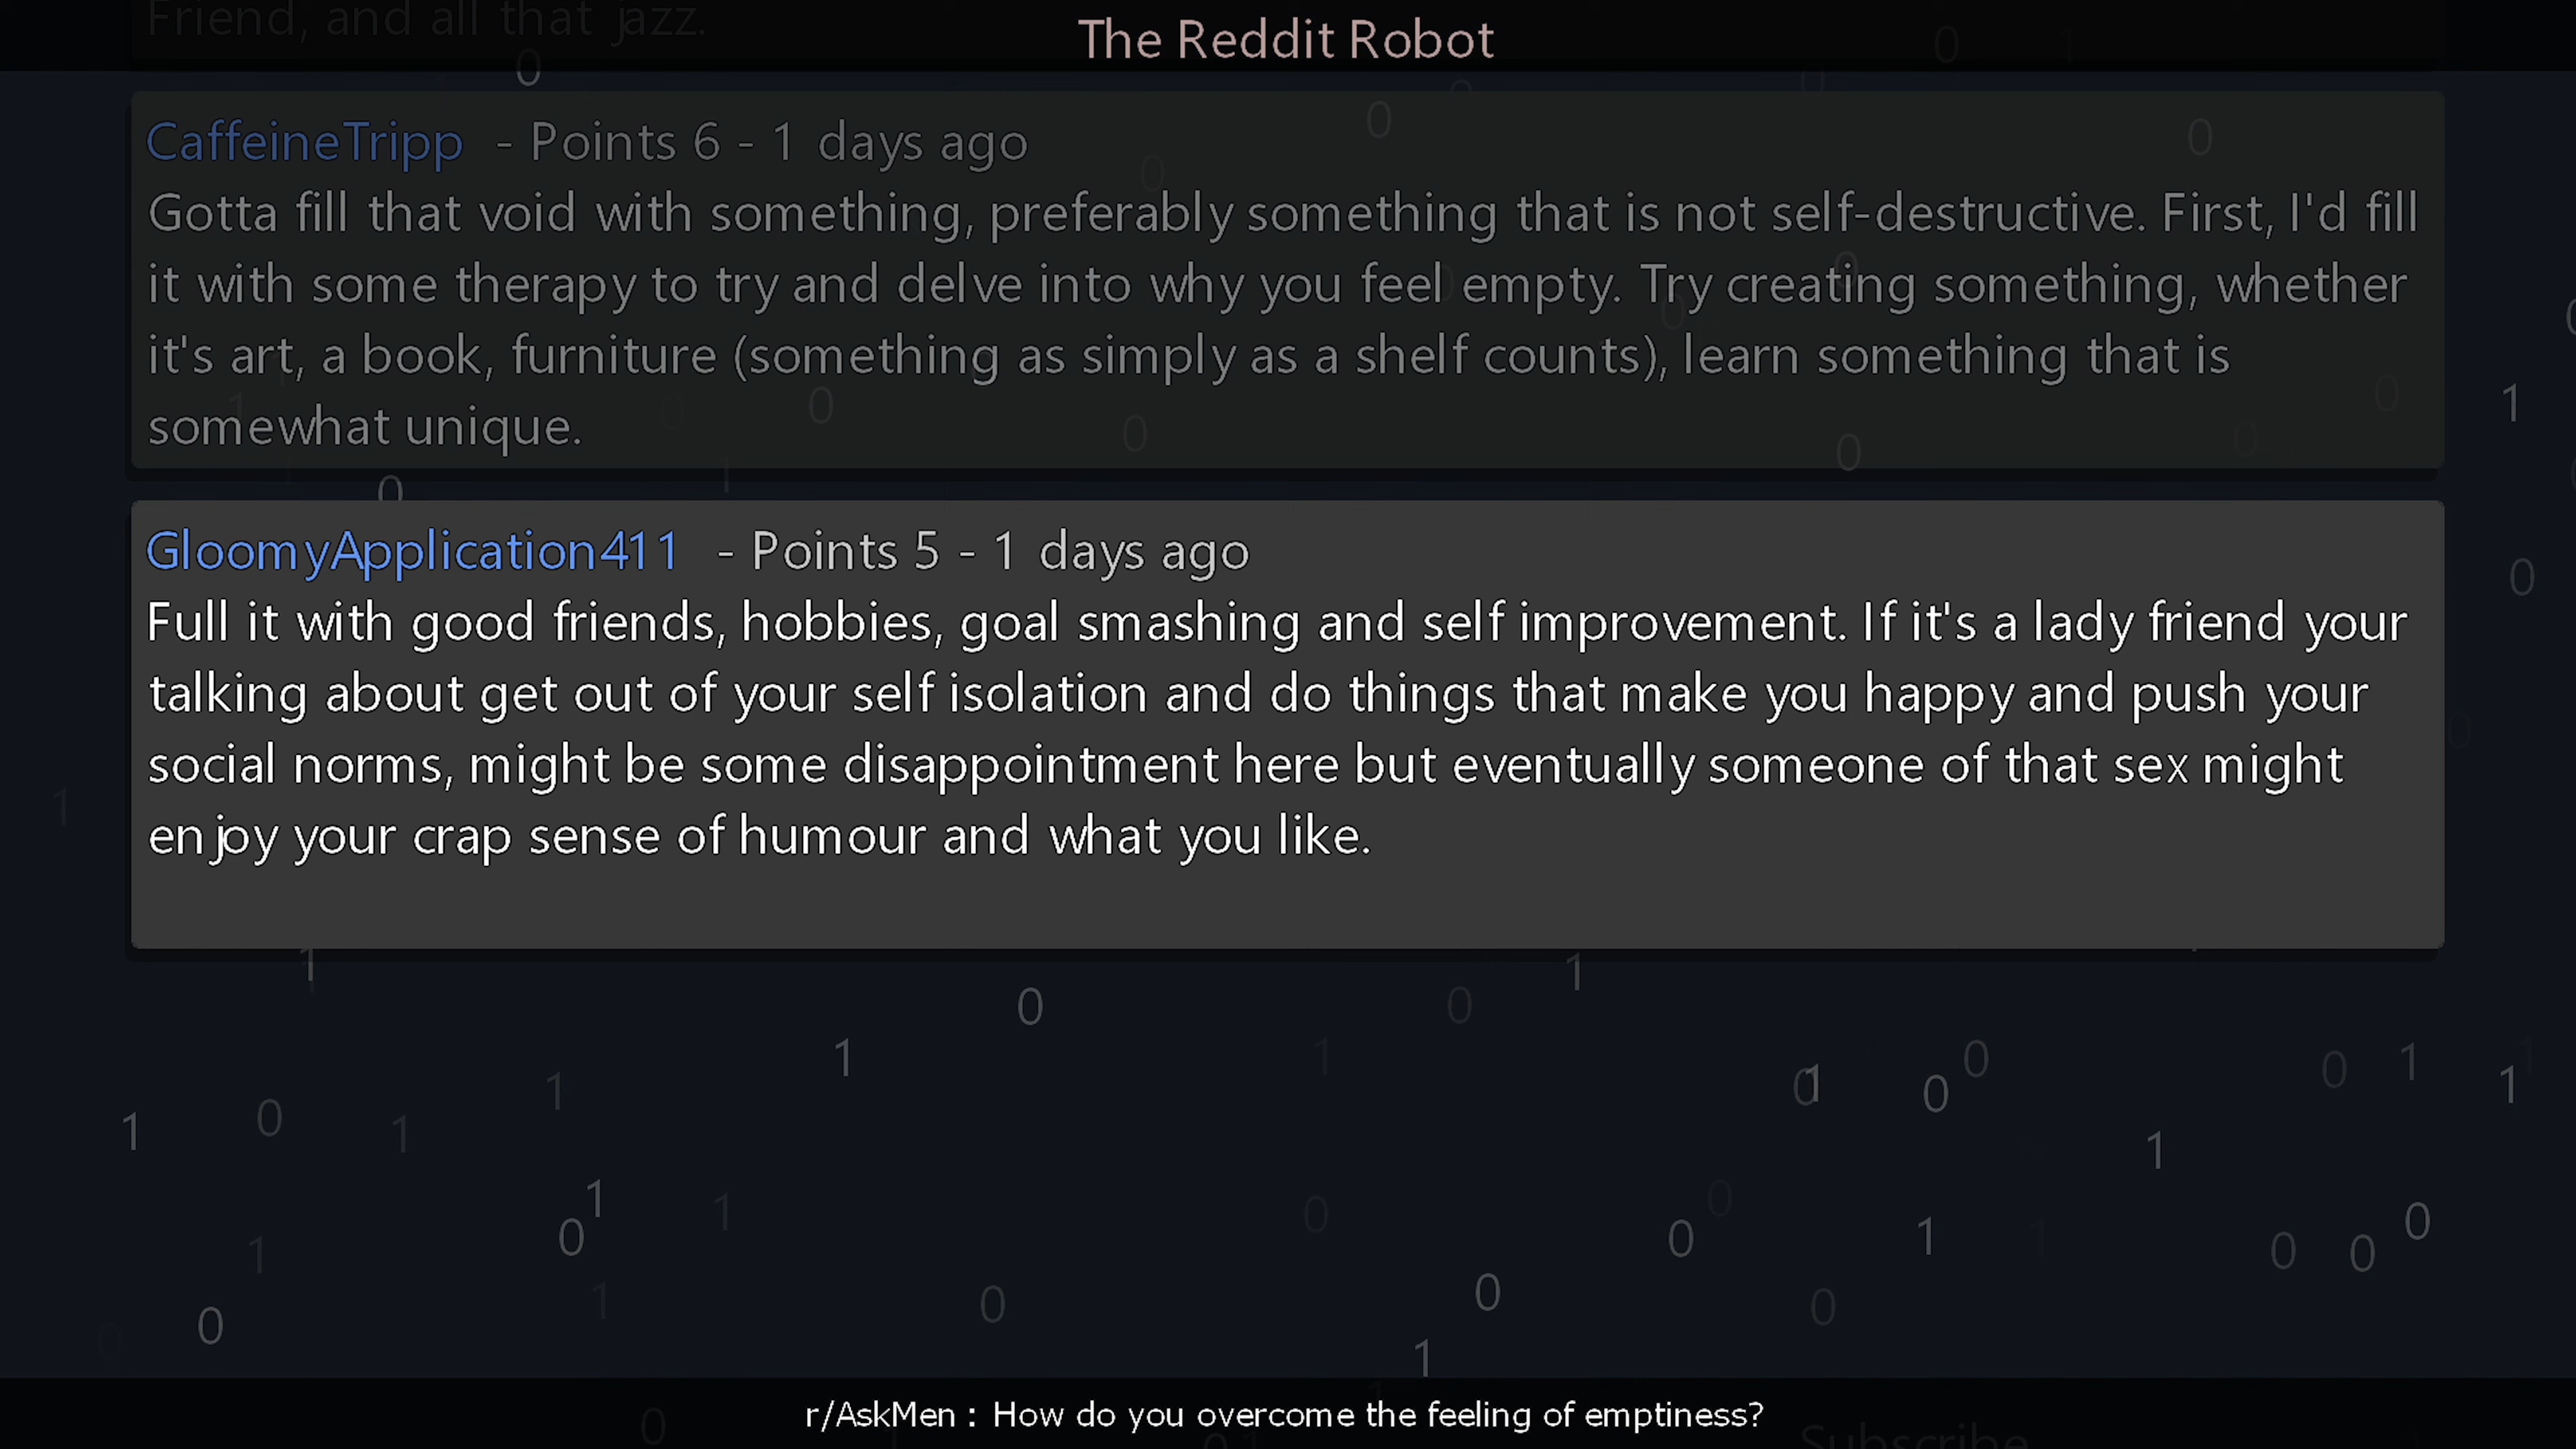 Friend, and all that jazz.
The Reddit Robot
CaffeineTripp - Points 6 - 1 days ago
Gotta fill that void with something, preferably something that is not self-destructive. First, I'd fill
it with some therapy to try and delve into why you feel empty. Try creating something, whether
it's art, a book, furniture (something as simply as a shelf counts), learn something that is
somewhat unique.
GloomyApplication411 - Points 5 - 1 days ago
Full it with good friends, hobbies, goal smashing and self improvement. If it's a lady friend your
talking about get out of your self isolation and do things that make you happy and push your
social norms, might be some disappointment here but eventually someone of that sex might
enjoy your crap sense of humour and what you like.
r/AskMen : How do you overcome the feeling of emptiness?
Subscribe